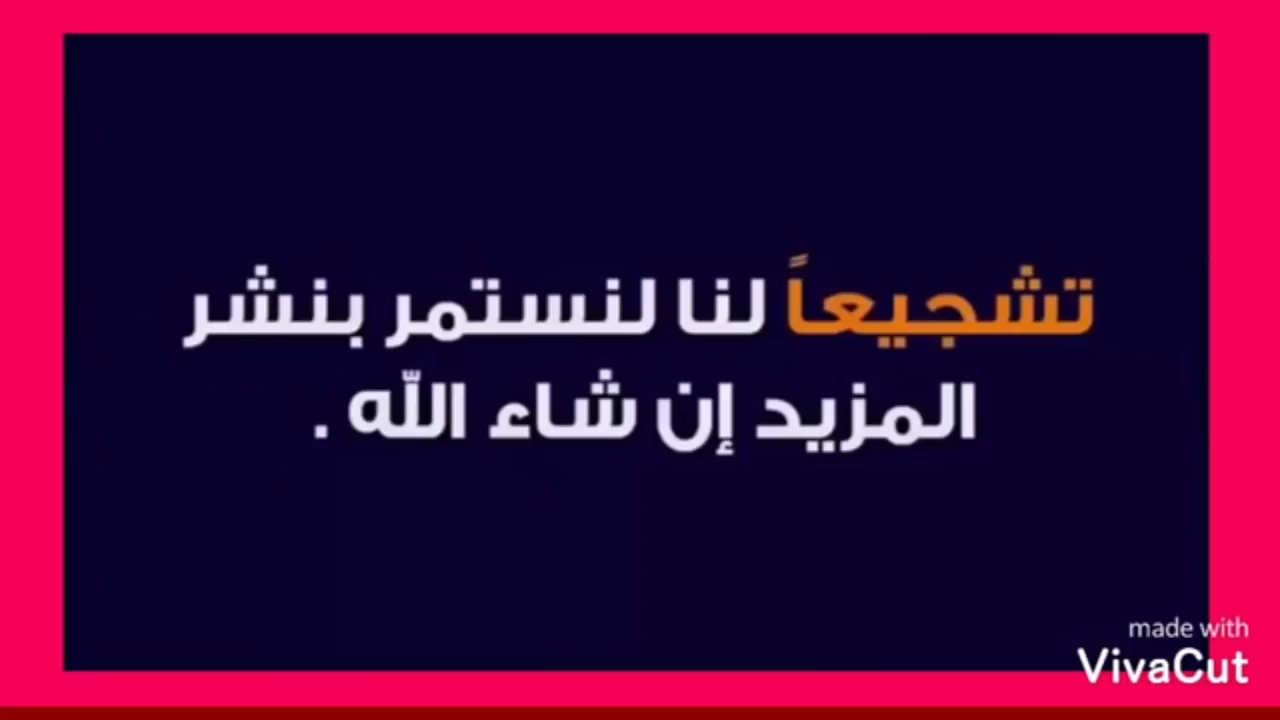 تشجيعاً لنا لنستمر بنشر
المزيد إن شاء اللّه .
made with
VivaCut